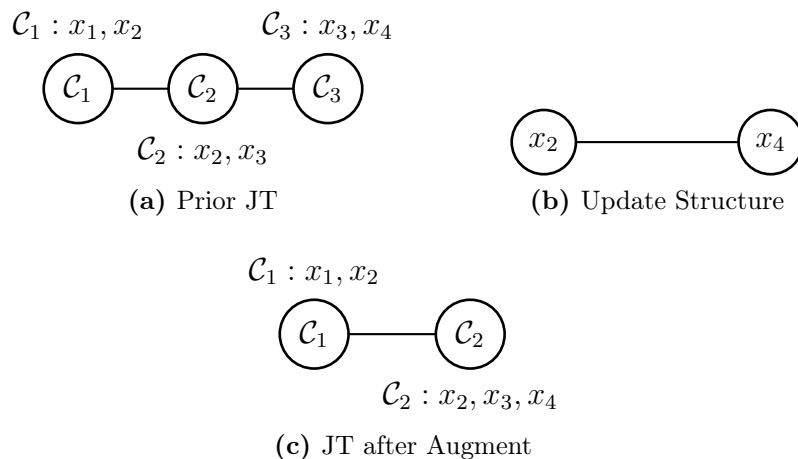 C₁ : x₁, x₂
C₃ : x₃, x₄
C₁ C₂ C₃
C₂ : x₂, x₃
(a) Prior JT
x₂ x₄
(b) Update Structure
C₁ : x₁, x₂
C₁ C₂
C₂ : x₂, x₃, x₄
(c) JT after Augment